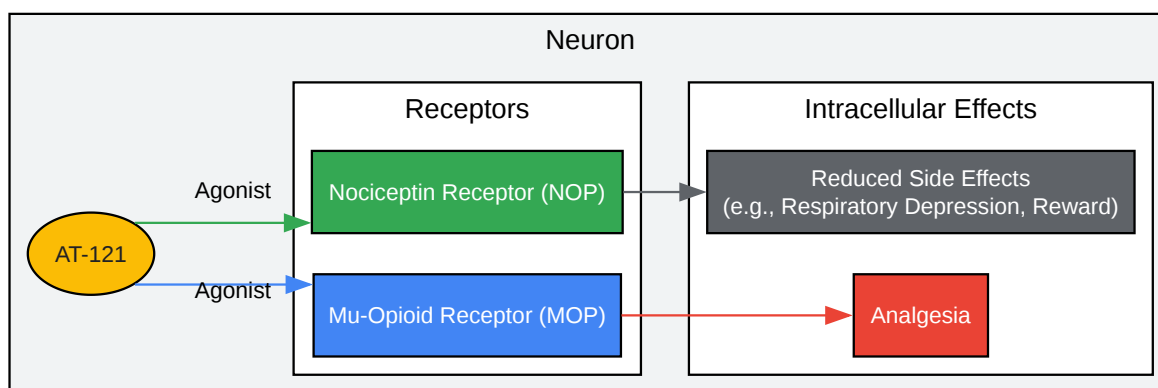 Neuron
Receptors
Intracellular Effects
Agonist
Nociceptin Receptor (NOP)
Reduced Side Effects
(e.g., Respiratory Depression, Reward)
AT-121
Agonist
Mu-Opioid Receptor (MOP)
Analgesia